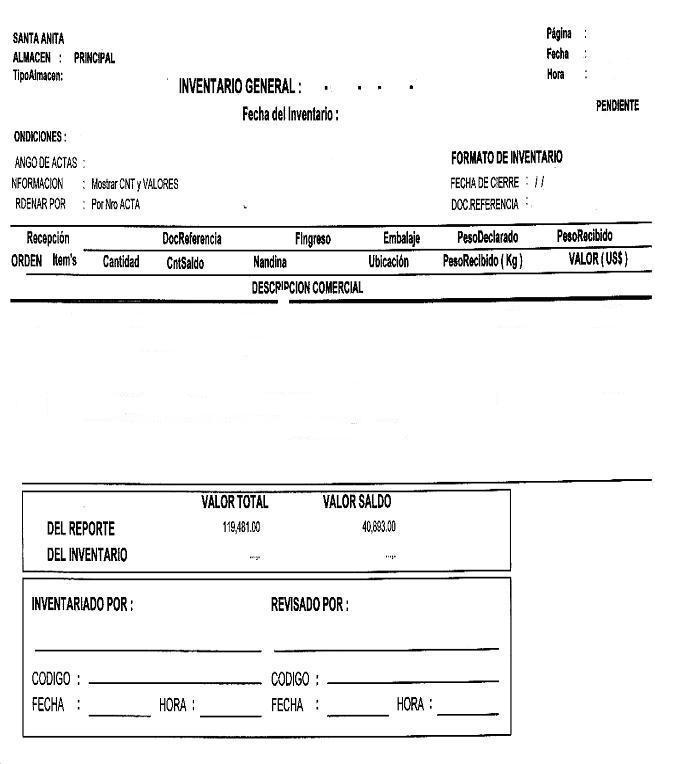 SANTA ANITA
Página :
ALMACEN : PRINCIPAL
Fecha :
TipoAlmacen:
Hora :
INVENTARIO GENERAL : . . . .
PENDIENTE
Fecha del Inventario :
ONDICIONES :
ANGO DE ACTAS :
FORMATO DE INVENTARIO
NFORMACION : Mostrar CNT y VALORES
FECHA DE CIERRE : / /
RDENAR POR : Por Nro ACTA
DOC.REFERENCIA :
Recepción DocReferencia FIngreso Embalaje PesoDeclarado PesoRecibido
ORDEN Item's Cantidad CntSaldo Nandina Ubicación PesoRecibido ( Kg ) VALOR ( US$ )
DESCRIPCION COMERCIAL
VALOR TOTAL VALOR SALDO
DEL REPORTE 119,481.00 40,893.00
DEL INVENTARIO
INVENTARIADO POR : REVISADO POR :
CODIGO : CODIGO :
FECHA : HORA : FECHA : HORA :